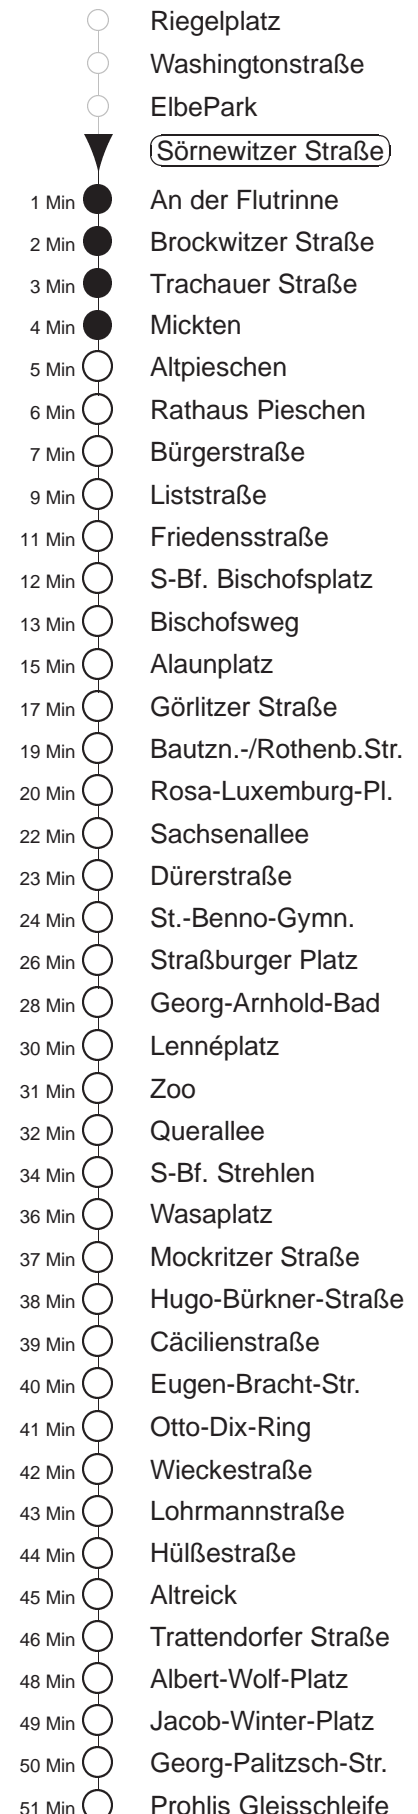 Riegelplatz
Washingtonstraße
ElbePark
Sörnewitzer Straße
1 Min An der Flutrinne
2 Min Brockwitzer Straße
3 Min Trachauer Straße
4 Min Mickten
5 Min Altpieschen
6 Min Rathaus Pieschen
7 Min Bürgerstraße
9 Min Liststraße
11 Min Friedensstraße
12 Min S-Bf. Bischofsplatz
13 Min Bischofsweg
15 Min Alaunplatz
17 Min Görlitzer Straße
19 Min Bautzn.-/Rothenb.Str.
20 Min Rosa-Luxemburg-Pl.
22 Min Sachsenallee
23 Min Dürerstraße
24 Min St.-Benno-Gymn.
26 Min Straßburger Platz
28 Min Georg-Arnhold-Bad
30 Min Lennéplatz
31 Min Zoo
32 Min Querallee
34 Min S-Bf. Strehlen
36 Min Wasaplatz
37 Min Mockritzer Straße
38 Min Hugo-Bürkner-Straße
39 Min Cäcilienstraße
40 Min Eugen-Bracht-Str.
41 Min Otto-Dix-Ring
42 Min Wieckestraße
43 Min Lohrmannstraße
44 Min Hülßestraße
45 Min Altreick
46 Min Trattendorfer Straße
48 Min Albert-Wolf-Platz
49 Min Jacob-Winter-Platz
50 Min Georg-Palitzsch-Str.
51 Min Prohlis Gleisschleife